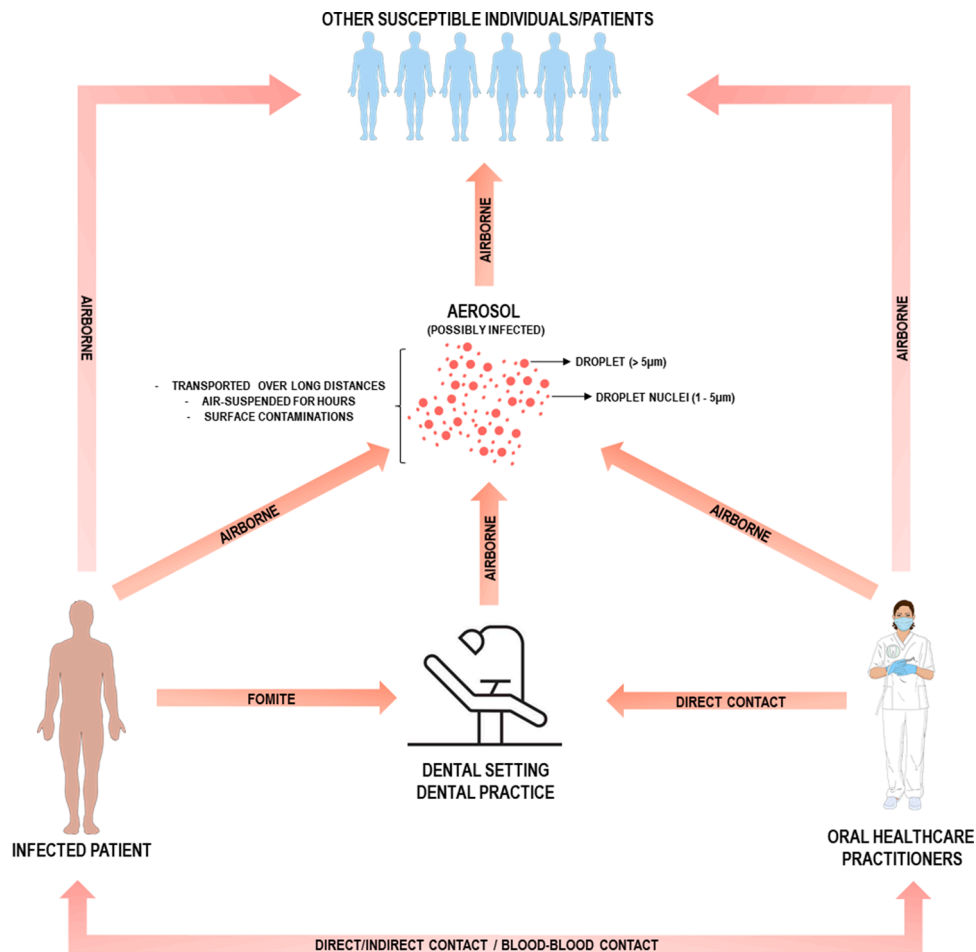 OTHER SUSCEPTIBLE INDIVIDUALS/PATIENTS
AIRBORNE
AIRBORNE
AIRBORNE
AEROSOL
(POSSIBLY INFECTED)
DROPLET (> 5µm)
- TRANSPORTED OVER LONG DISTANCES
- AIR-SUSPENDED FOR HOURS
- SURFACE CONTAMINATIONS
DROPLET NUCLEI (1 - 5µm)
AIRBORNE
AIRBORNE
AIRBORNE
FOMITE
DIRECT CONTACT
DENTAL SETTING
DENTAL PRACTICE
INFECTED PATIENT
ORAL HEALTHCARE
PRACTITIONERS
DIRECT/INDIRECT CONTACT / BLOOD-BLOOD CONTACT